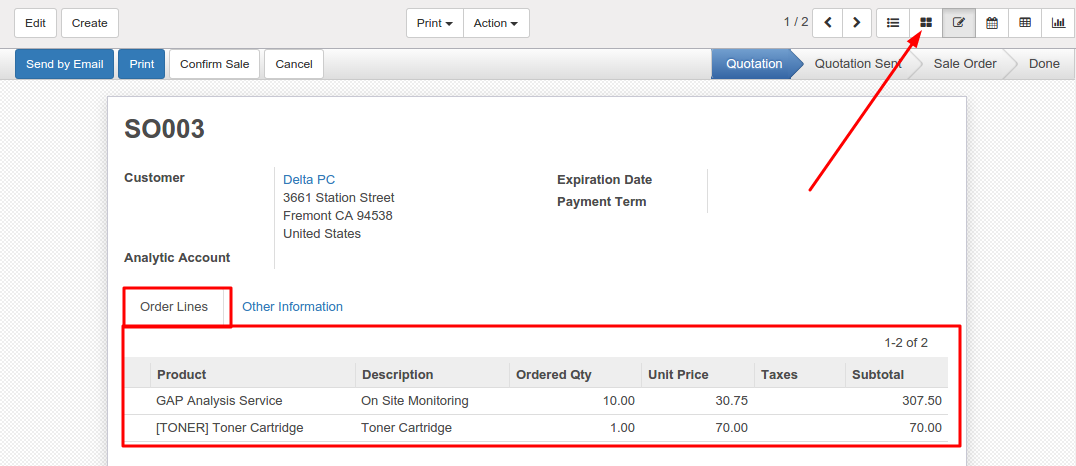 Edit Create Print Action 1 / 2
Send by Email Print Confirm Sale Cancel Quotation Quotation Sent Sale Order Done
SO003
Customer Delta PC Expiration Date
3661 Station Street Payment Term
Fremont CA 94538
United States
Analytic Account
Order Lines Other Information
1-2 of 2
Product Description Ordered Qty Unit Price Taxes Subtotal
GAP Analysis Service On Site Monitoring 10.00 30.75 307.50
[TONER] Toner Cartridge Toner Cartridge 1.00 70.00 70.00